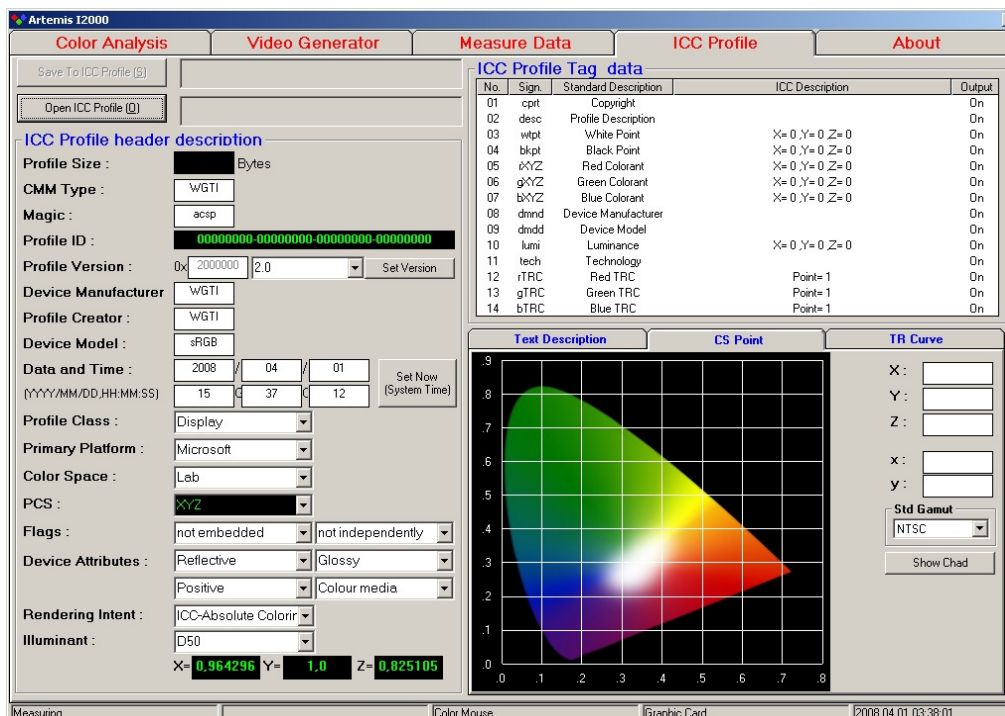 Artemis I2000
Color Analysis
Video Generator
Measure Data
ICC Profile
About
Save To ICC Profile (S)
Open ICC Profile (O)
ICC Profile header description
Profile Size :
Bytes
CMM Type :
WGTI
Magic :
acsp
Profile ID :
00000000-00000000-00000000-00000000
Profile Version :
0x 2000000
2.0
Set Version
Device Manufacturer
WGTI
Profile Creator :
WGTI
Device Model :
sRGB
Data and Time :
2008 / 04 / 01
Set Now (System Time)
(YYYY/MM/DD,HH:MM:SS)
15 37 12
Profile Class :
Display
Primary Platform :
Microsoft
Color Space :
Lab
PCS :
XYZ
Flags :
not embedded
not independently
Device Attributes :
Reflective
Glossy
Positive
Colour media
Rendering Intent :
ICC-Absolute Colorir
Illuminant :
D50
X= 0,964296 Y= 1,0 Z= 0,825105
ICC Profile Tag data
No. Sign. Standard Description ICC Description Output
01 cprt Copyright On
02 desc Profile Description On
03 wtpt White Point X= 0 ,Y= 0 ,Z= 0 On
04 bkpt Black Point X= 0 ,Y= 0 ,Z= 0 On
05 rXYZ Red Colorant X= 0 ,Y= 0 ,Z= 0 On
06 gXYZ Green Colorant X= 0 ,Y= 0 ,Z= 0 On
07 bXYZ Blue Colorant X= 0 ,Y= 0 ,Z= 0 On
08 dmnd Device Manufacturer On
09 dmdd Device Model On
10 lumi Luminance X= 0 ,Y= 0 ,Z= 0 On
11 tech Technology On
12 rTRC Red TRC Point= 1 On
13 gTRC Green TRC Point= 1 On
14 bTRC Blue TRC Point= 1 On
Text Description
CS Point
TR Curve
.9
.8
.7
.6
.5
.4
.3
.2
.1
.0
.0 .1 .2 .3 .4 .5 .6 .7 .8
X :
Y :
Z :
x :
y :
Std Gamut
NTSC
Show Chad
Measuring
Color Mouse
Graphic Card
2008.04.01 03:38:01